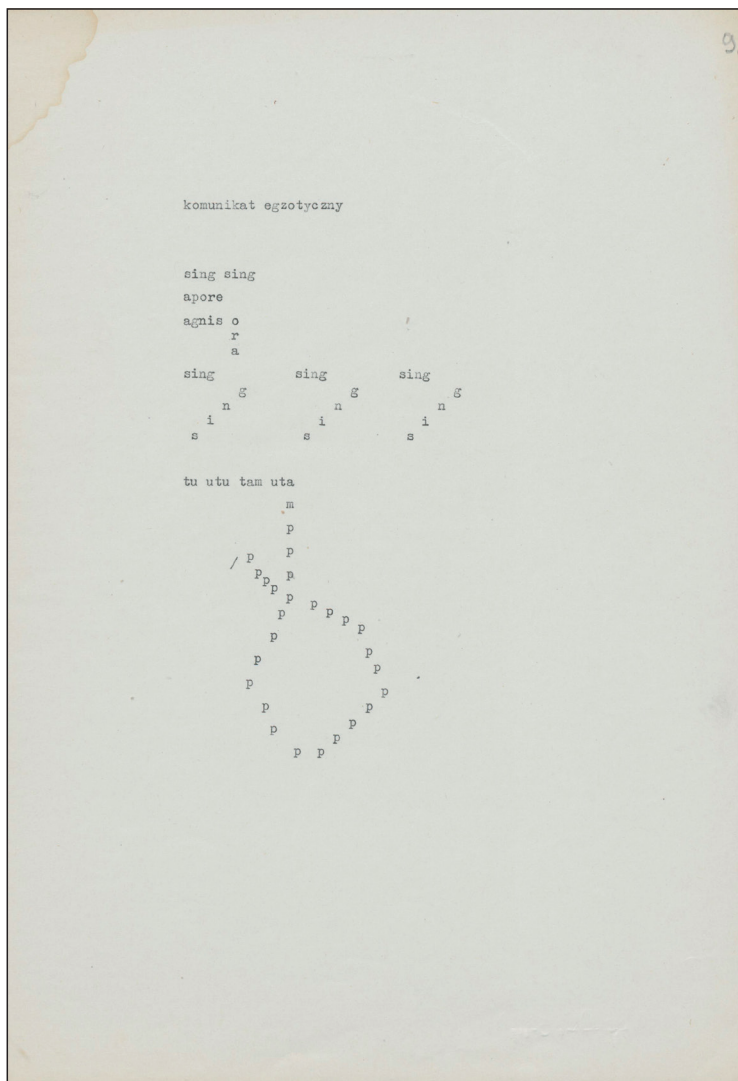 9
komunikat egzotyczny
sing sing
apore
agnis o
r
a
sing sing sing
g g g
n n n
i i i
s s s
tu utu tam uta
m
p
/ p p
p p
p
p
p p p p
p p
p
p p
p p
p p
p p
p p
p
p p